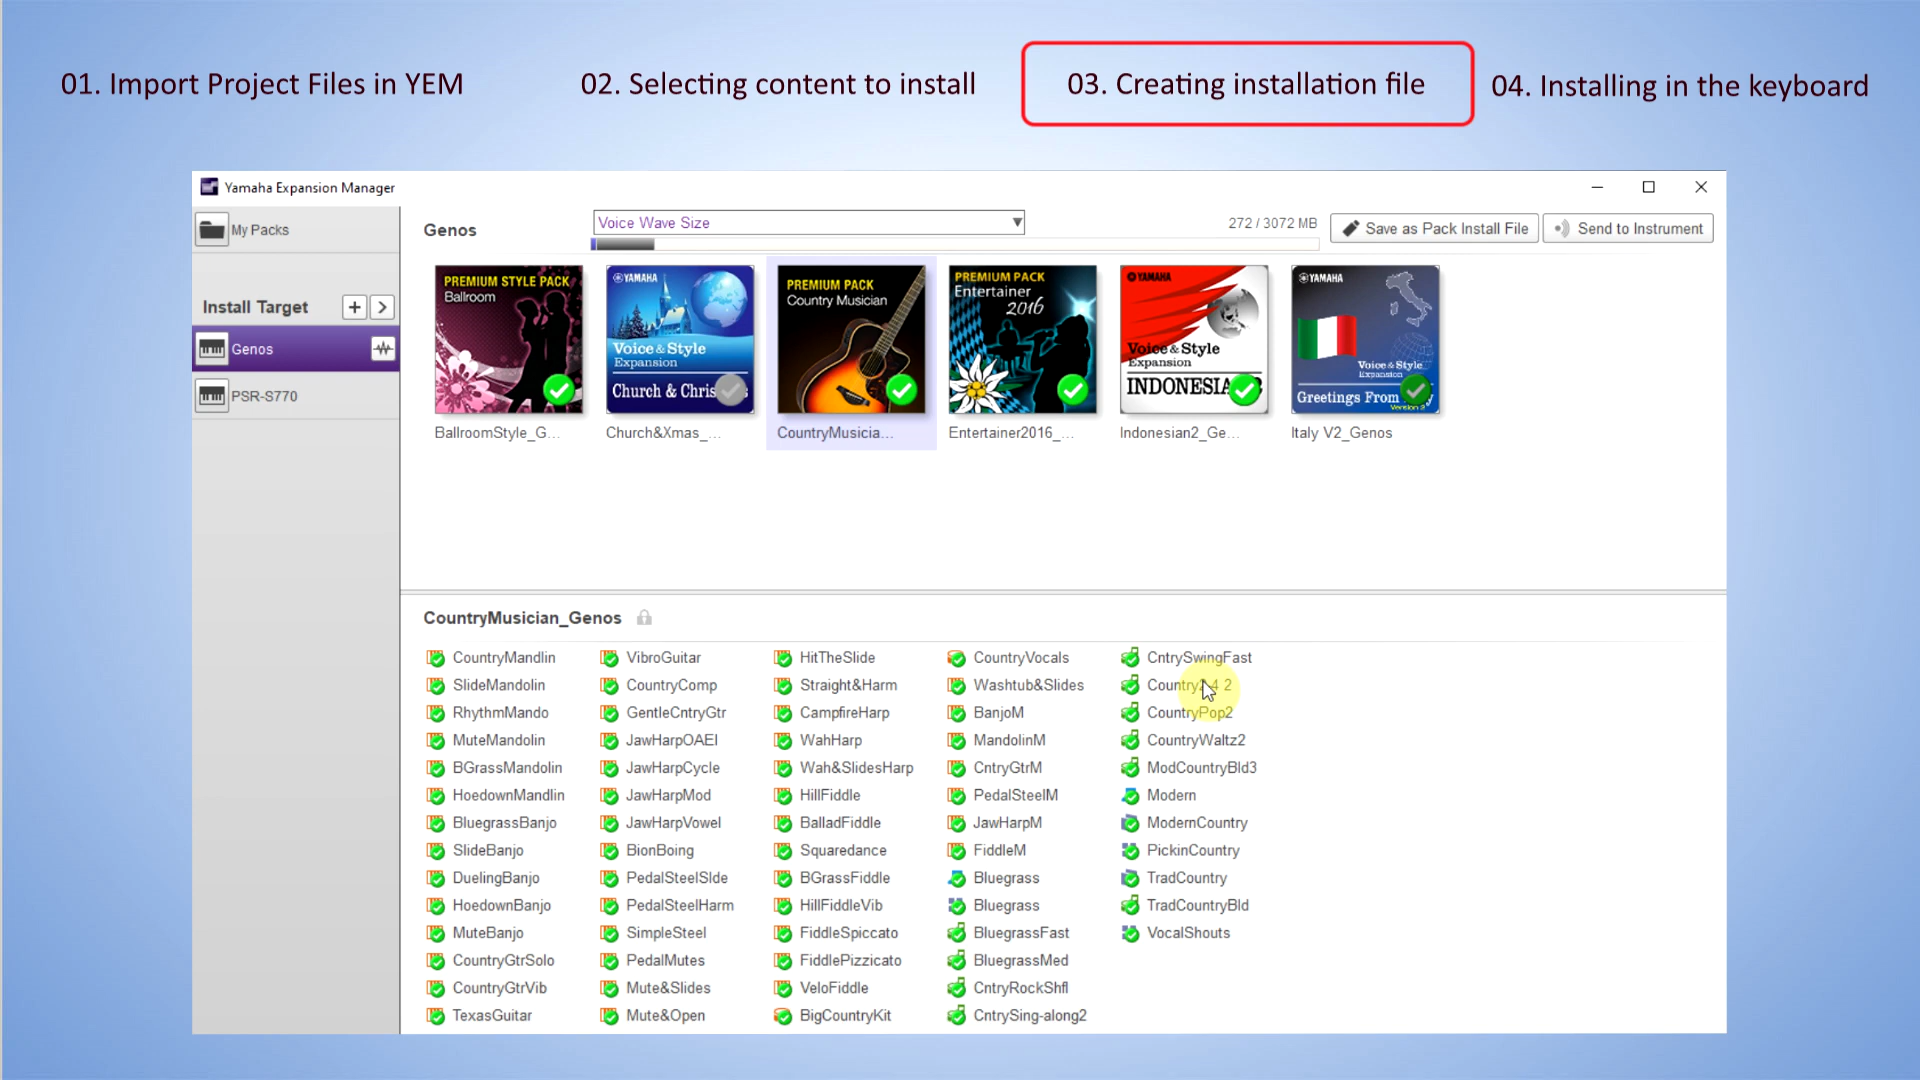 01. Import Project Files in YEM
02. Selecting content to install
03. Creating installation file
04. Installing in the keyboard
Yamaha Expansion Manager
My Packs
Install Target
Genos
PSR-S770
Genos
Voice Wave Size
272 / 3072 MB
Save as Pack Install File
Send to Instrument
PREMIUM STYLE PACK
Ballroom
BallroomStyle_G...
YAMAHA
Voice & Style
Expansion
Church & Chris
Church&Xmas_...
PREMIUM PACK
Country Musician
CountryMusicia...
PREMIUM PACK
Entertainer
2016
Entertainer2016_...
YAMAHA
Voice & Style
Expansion
INDONESIA
Indonesian2_Ge...
YAMAHA
Voice & Style
Expansion
Greetings From
Version 2
Italy V2_Genos
CountryMusician_Genos
CountryMandlin
SlideMandolin
RhythmMando
MuteMandolin
BGrassMandolin
HoedownMandlin
BluegrassBanjo
SlideBanjo
DuelingBanjo
HoedownBanjo
MuteBanjo
CountryGtrSolo
CountryGtrVib
TexasGuitar
VibroGuitar
CountryComp
GentleCntryGtr
JawHarpOAEI
JawHarpCycle
JawHarpMod
JawHarpVowel
BionBoing
PedalSteelSlde
PedalSteelHarm
SimpleSteel
PedalMutes
Mute&Slides
Mute&Open
HitTheSlide
Straight&Harm
CampfireHarp
WahHarp
Wah&SlidesHarp
HillFiddle
BalladFiddle
Squaredance
BGrassFiddle
HillFiddleVib
FiddleSpiccato
FiddlePizzicato
VeloFiddle
BigCountryKit
CountryVocals
Washtub&Slides
BanjoM
MandolinM
CntryGtrM
PedalSteelM
JawHarpM
FiddleM
Bluegrass
Bluegrass
BluegrassFast
BluegrassMed
CntryRockShfl
CntrySing-along2
CntrySwingFast
CountryPop2
CountryWaltz2
ModCountryBld3
Modern
ModernCountry
PickinCountry
TradCountry
TradCountryBld
VocalShouts